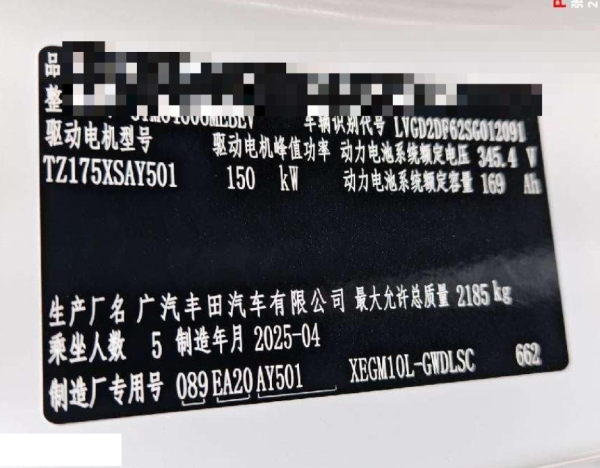 品
整
车辆识别代号 LVGD2DF62SG012091
驱动电机型号 驱动电机峰值功率 动力电池系统额定电压 345.4 V
TZ175XSAY501 150 kW 动力电池系统额定容量 169 Ah
生产厂名 广汽丰田汽车有限公司 最大允许总质量 2185 kg
乘坐人数 5 制造年月 2025-04
制造厂专用号 089 EA20 AY501 XEGM10L-GWDLSC 662